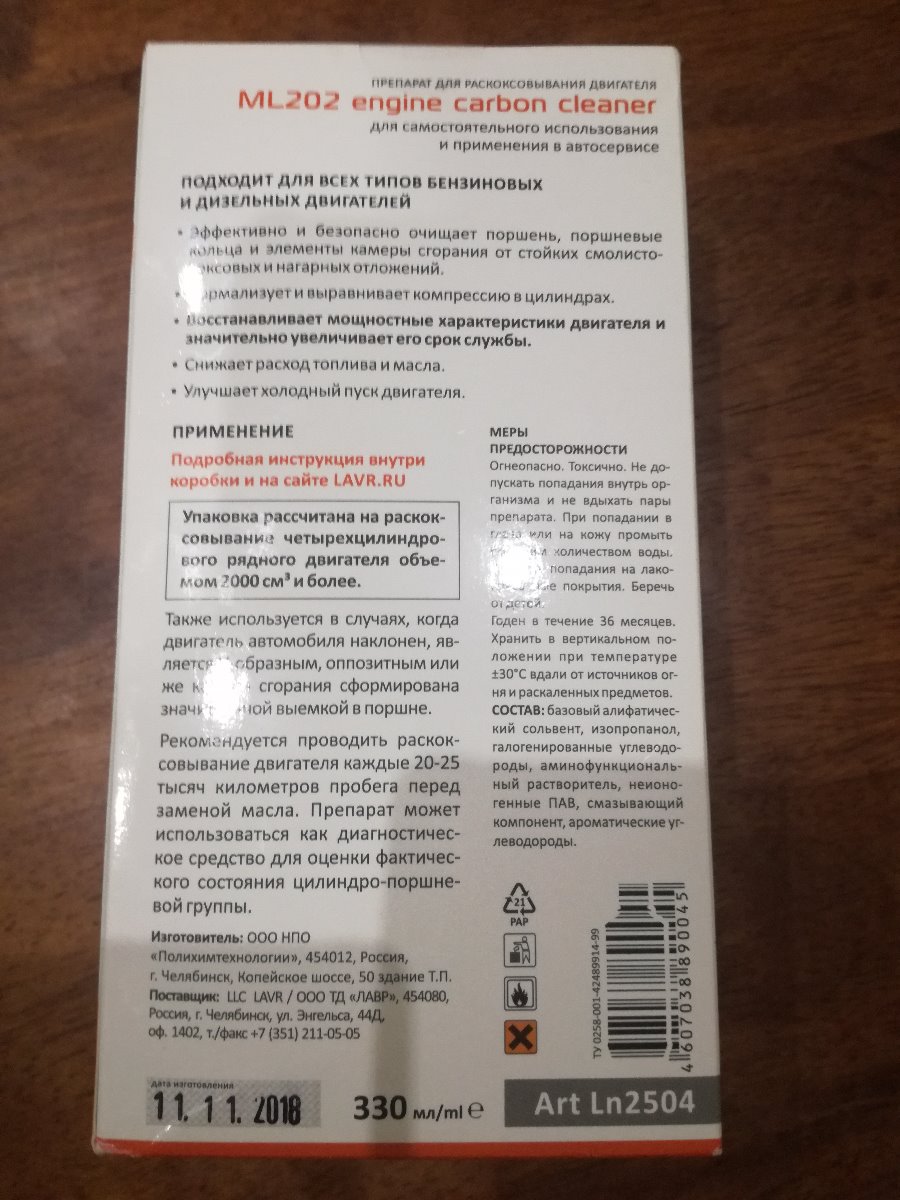 ПРЕПАРАТ ДЛЯ РАСКОКСОВЫВАНИЯ ДВИГАТЕЛЯ
ML202 engine carbon cleaner
для самостоятельного использования
и применения в автосервисе
ПОДХОДИТ ДЛЯ ВСЕХ ТИПОВ БЕНЗИНОВЫХ
И ДИЗЕЛЬНЫХ ДВИГАТЕЛЕЙ
• Эффективно и безопасно очищает поршень, поршневые
кольца и элементы камеры сгорания от стойких смолисто-
коксовых и нагарных отложений.
• Нормализует и выравнивает компрессию в цилиндрах.
• Восстанавливает мощностные характеристики двигателя и
значительно увеличивает его срок службы.
• Снижает расход топлива и масла.
• Улучшает холодный пуск двигателя.
ПРИМЕНЕНИЕ
Подробная инструкция внутри
коробки и на сайте LAVR.RU
Упаковка рассчитана на раскок-
совывание четырехцилиндро-
вого рядного двигателя объе-
мом 2000 см³ и более.
Также используется в случаях, когда
двигатель автомобиля наклонен, яв-
ляется образным, оппозитным или
же сгорания сформирована
выемкой в поршне.
Рекомендуется проводить раскок-
совывание двигателя каждые 20-25
тысяч километров пробега перед
заменой масла. Препарат может
использоваться как диагностичес-
кое средство для оценки фактичес-
кого состояния цилиндро-поршне-
вой группы.
Изготовитель: ООО НПО
«Полихимтехнологии», 454012, Россия,
г. Челябинск, Копейское шоссе, 50 здание Т.П.
Поставщик: LLC LAVR / ООО ТД «ЛАВР», 454080,
Россия, г. Челябинск, ул. Энгельса, 44Д,
оф. 1402, т./факс +7 (351) 211-05-05
дата изготовления
11. 11. 2018
330 мл/ml ℮
МЕРЫ
ПРЕДОСТОРОЖНОСТИ
Огнеопасно. Токсично. Не до-
пускать попадания внутрь ор-
ганизма и не вдыхать пары
препарата. При попадании в
глаза или на кожу промыть
количеством воды.
попадания на лако-
покрытия. Беречь
от детей.
Годен в течение 36 месяцев.
Хранить в вертикальном по-
ложении при температуре
±30°С вдали от источников ог-
ня и раскаленных предметов.
СОСТАВ: базовый алифатичес-
кий сольвент, изопропанол,
галогенированные углеводо-
роды, аминофункциональ-
ный растворитель, неионо-
генные ПАВ, смазывающий
компонент, ароматические уг-
леводороды.
21
PAP
ТУ 0258-001-42489914-99
4 607038 890045
Art Ln2504